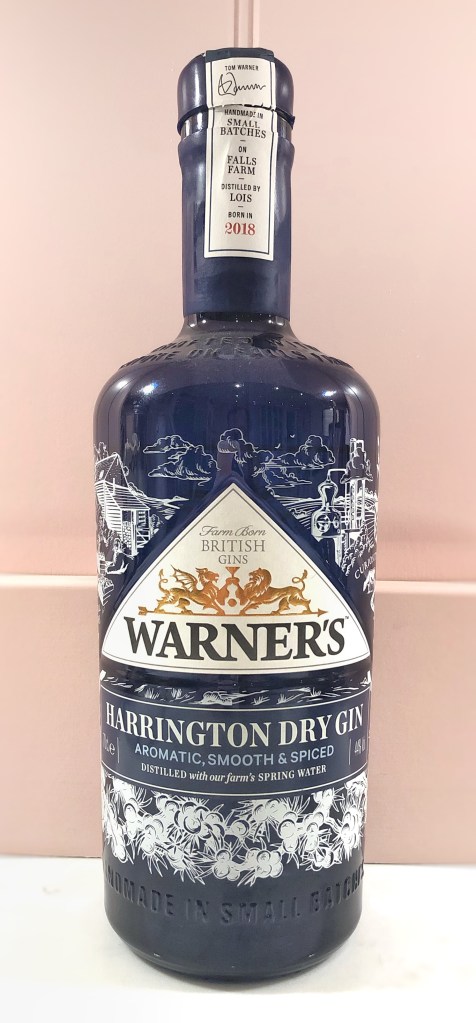 TOM WARNER
HANDMADE IN
SMALL
BATCHES
ON
FALLS
FARM
DISTILLED BY
LOIS
BORN IN
2018
Farm Born
BRITISH
GINS
WARNER'S™
HARRINGTON DRY GIN
AROMATIC, SMOOTH & SPICED
DISTILLED with our farm's SPRING WATER
HANDMADE IN SMALL BATCHES